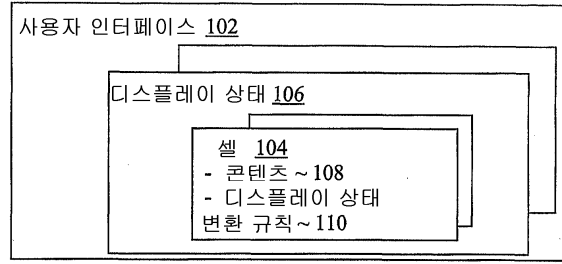 사용자 인터페이스 102
디스플레이 상태 106
셀 104
- 콘텐츠 ~ 108
- 디스플레이 상태
변환 규칙 ~ 110